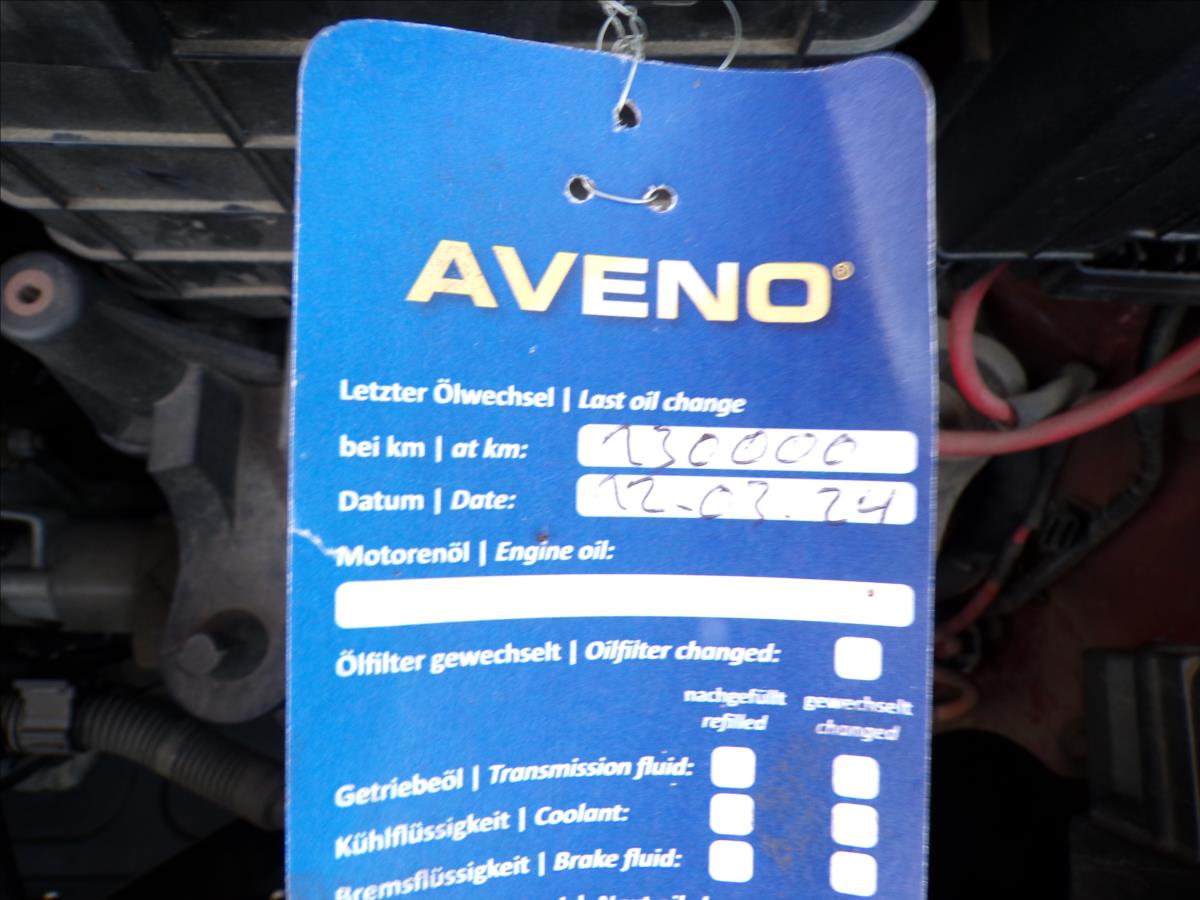 AVENO®
Letzter Ölwechsel | Last oil change
bei km | at km: 130000
Datum | Date: 12-03.24
Motorenöl | Engine oil:
Ölfilter gewechselt | Oilfilter changed:
nachgefüllt gewechselt
refilled changed
Getriebeöl | Transmission fluid:
Kühlflüssigkeit | Coolant:
Bremsflüssigkeit | Brake fluid: